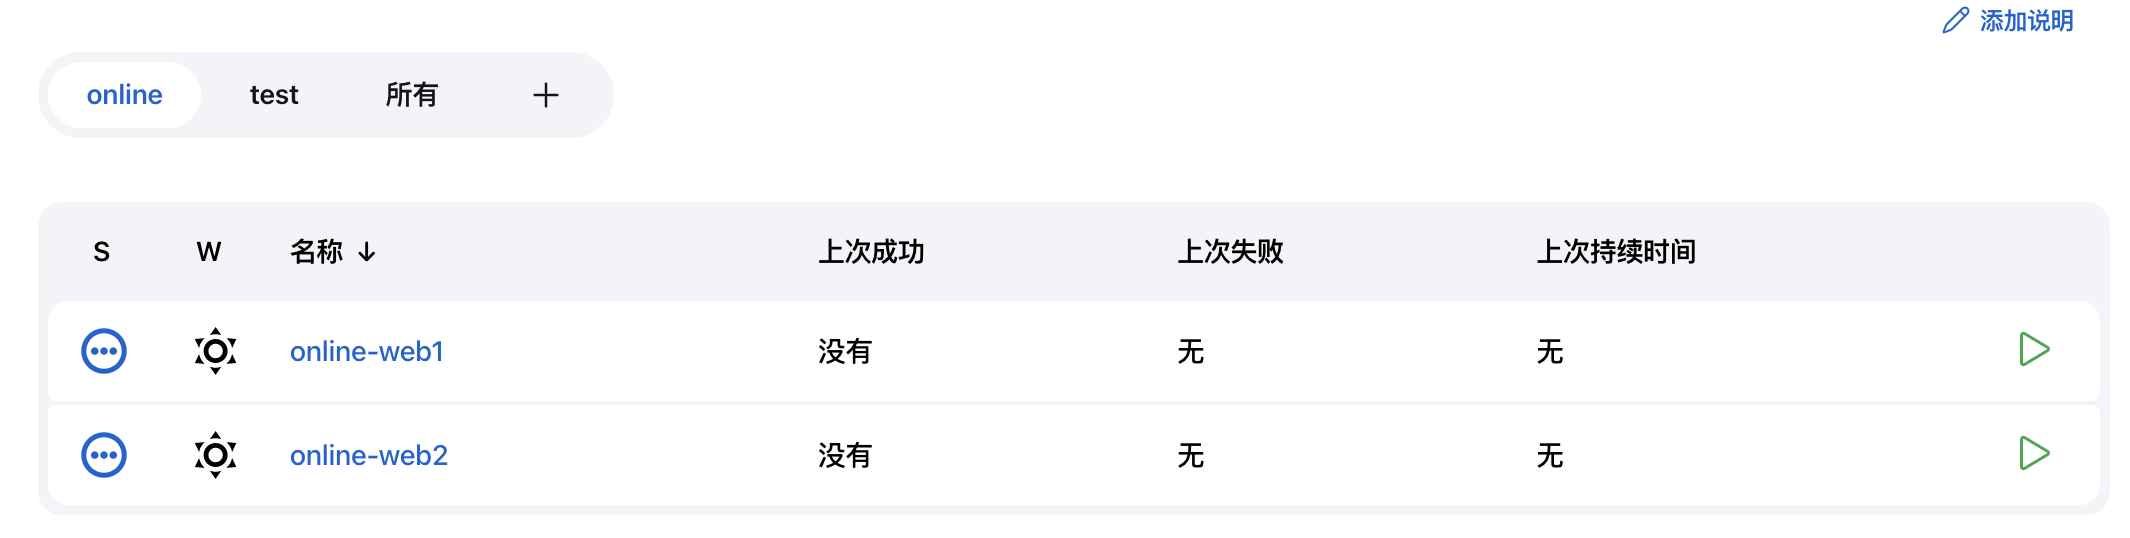 添加说明
online test 所有
S W 名称 ↓ 上次成功 上次失败 上次持续时间
online-web1 没有 无 无
online-web2 没有 无 无